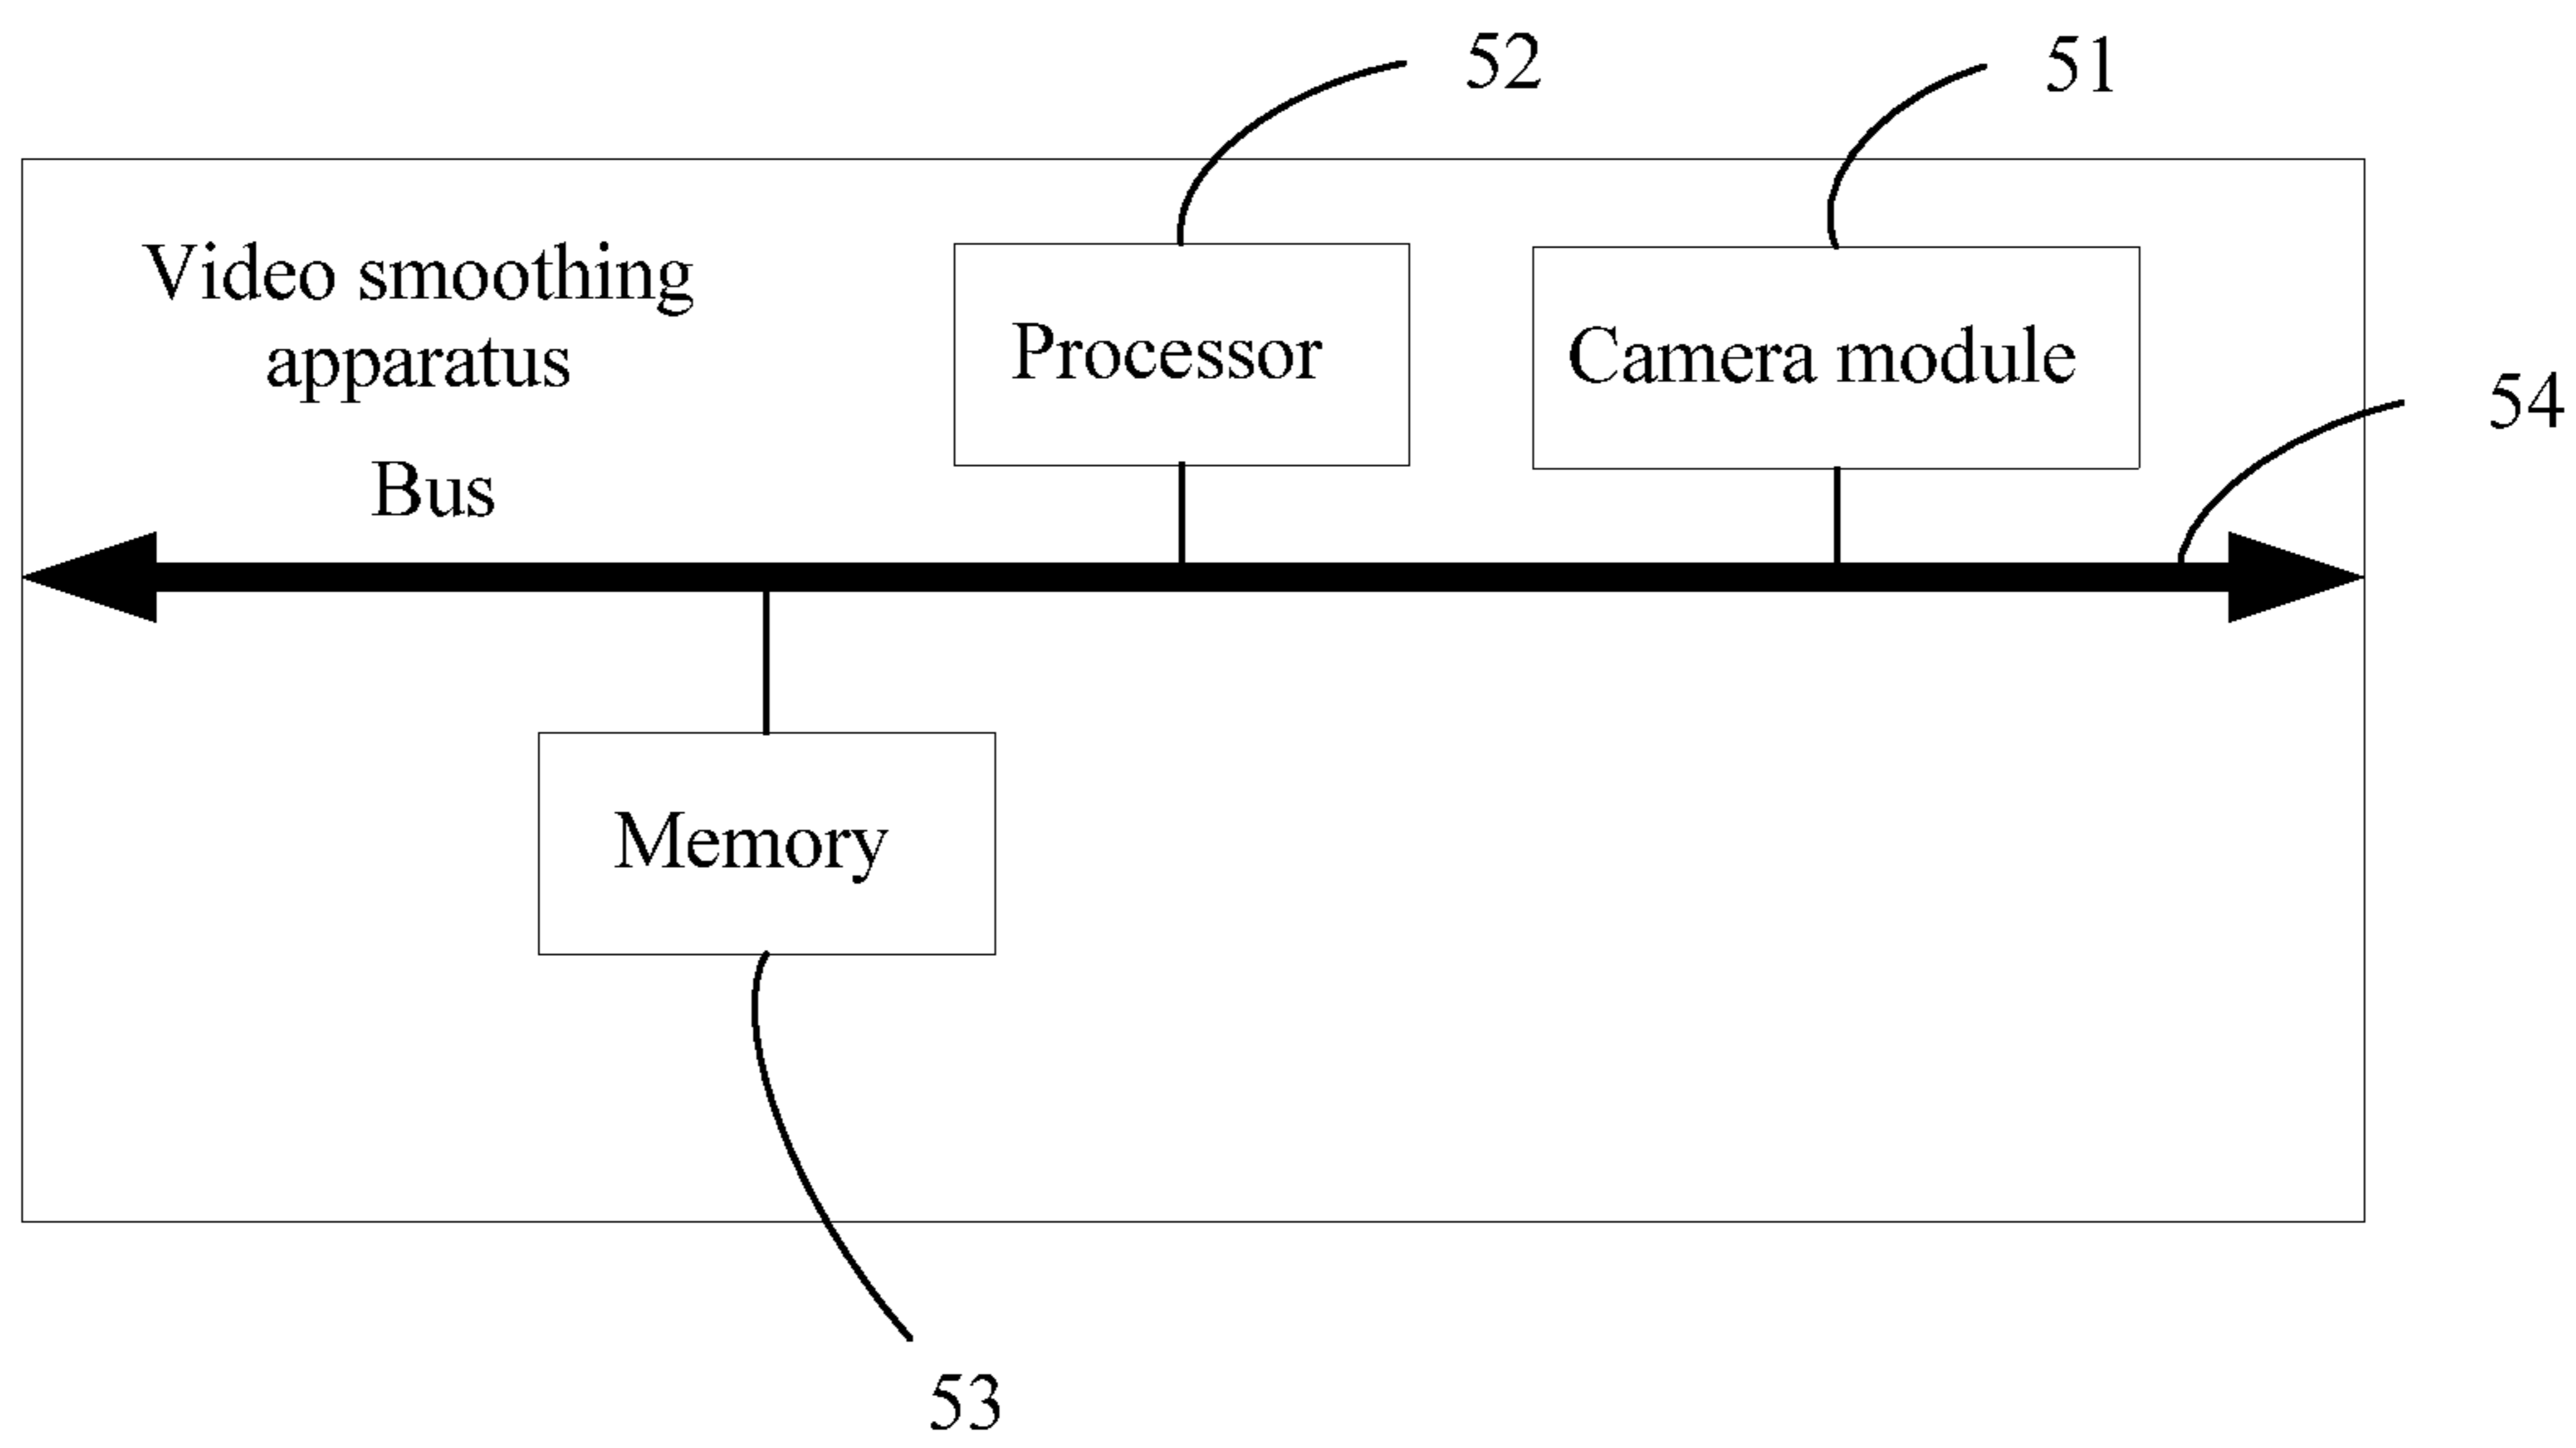 52
51
Video smoothing
apparatus
Processor
Camera module
54
Bus
Memory
53